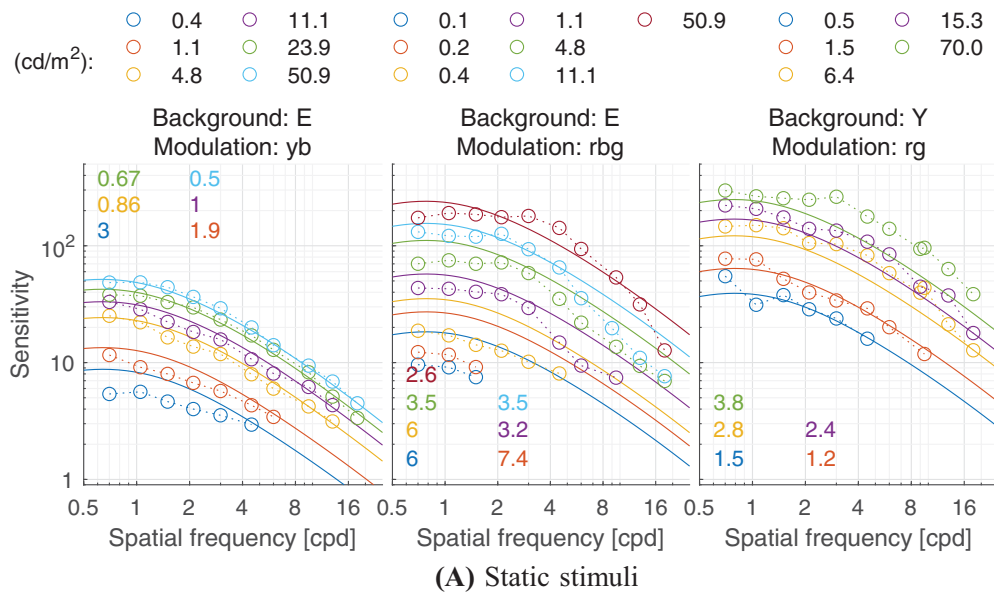 0.4 11.1 0.1 1.1 50.9 0.5 15.3
(cd/m²): 1.1 23.9 0.2 4.8 1.5 70.0
4.8 50.9 0.4 11.1 6.4
Background: E
Modulation: yb
Background: E
Modulation: rbg
Background: Y
Modulation: rg
Sensitivity
10²
10
1
0.67 0.5
0.86 1
3 1.9
0.5 1 2 4 8 16
Spatial frequency [cpd]
2.6
3.5 3.5
6 3.2
6 7.4
0.5 1 2 4 8 16
Spatial frequency [cpd]
3.8
2.8 2.4
1.5 1.2
0.5 1 2 4 8 16
Spatial frequency [cpd]
(A) Static stimuli